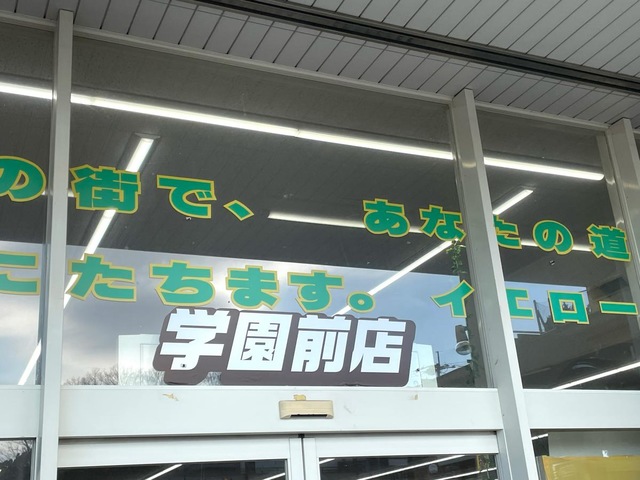 の街で、 あなたの道
こたちます。 イエロー
学園前店